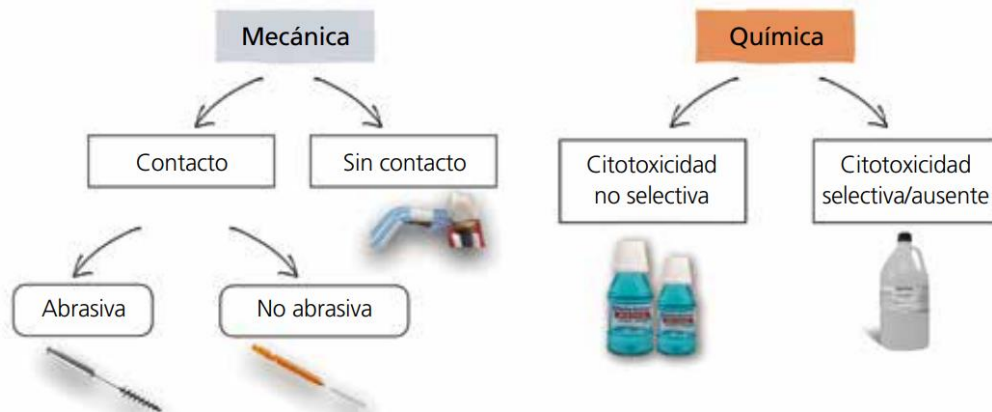 Mecánica
Química
Contacto
Sin contacto
Citotoxicidad
no selectiva
Citotoxicidad
selectiva/ausente
Abrasiva
No abrasiva